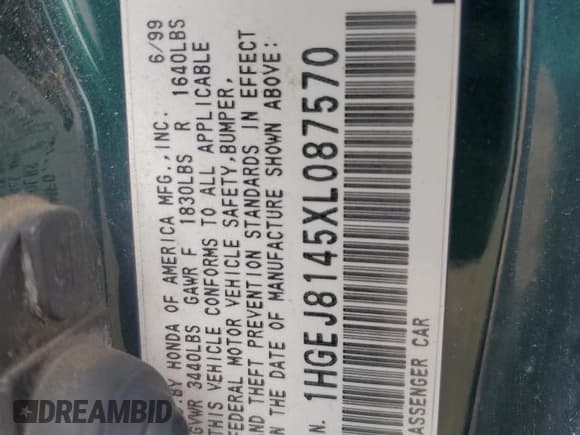 .BY HONDA OF AMERICA MFG.,INC. 6/99
GVWR 3440LBS GAWR F 1830LBS R 1640LBS
THIS VEHICLE CONFORMS TO ALL APPLICABLE
FEDERAL MOTOR VEHICLE SAFETY,BUMPER,
AND THEFT PREVENTION STANDARDS IN EFFECT
ON THE DATE OF MANUFACTURE SHOWN ABOVE:
1HGEJ8145XL087570
ASSENGER CAR
DREAMBID